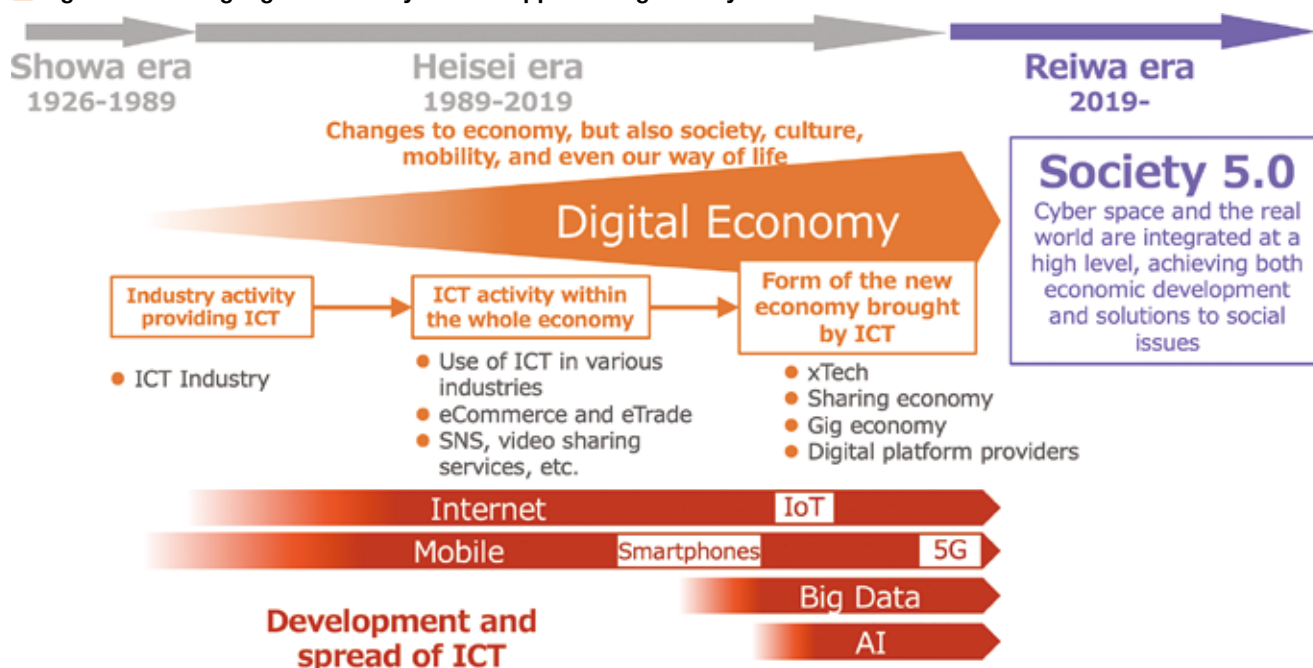 Showa era
1926-1989
Heisei era
1989-2019
Reiwa era
2019-
Changes to economy, but also society, culture,
mobility, and even our way of life
Digital Economy
Society 5.0
Cyber space and the real
world are integrated at a
high level, achieving both
economic development
and solutions to social
issues
Industry activity
providing ICT
ICT activity within
the whole economy
Form of the new
economy brought
by ICT
ICT Industry
Use of ICT in various
industries
eCommerce and eTrade
SNS, video sharing
services, etc.
xTech
Sharing economy
Gig economy
Digital platform providers
Internet
IoT
Mobile
Smartphones
5G
Big Data
AI
Development and
spread of ICT